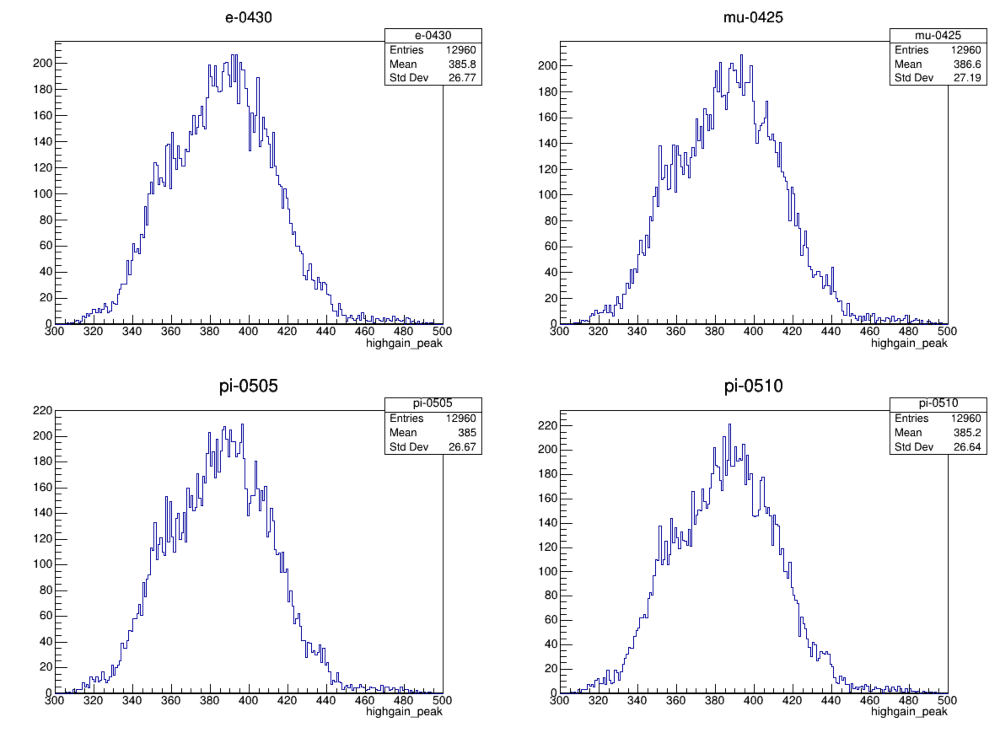 e-0430
e-0430
Entries 12960
Mean 385.8
Std Dev 26.77
200
180
160
140
120
100
80
60
40
20
0
300 320 340 360 380 400 420 440 460 480 500
highgain_peak
mu-0425
mu-0425
Entries 12960
Mean 386.6
Std Dev 27.19
200
180
160
140
120
100
80
60
40
20
0
300 320 340 360 380 400 420 440 460 480 500
highgain_peak
pi-0505
pi-0505
Entries 12960
Mean 385
Std Dev 26.67
220
200
180
160
140
120
100
80
60
40
20
0
300 320 340 360 380 400 420 440 460 480 500
highgain_peak
pi-0510
pi-0510
Entries 12960
Mean 385.2
Std Dev 26.64
220
200
180
160
140
120
100
80
60
40
20
0
300 320 340 360 380 400 420 440 460 480 500
highgain_peak